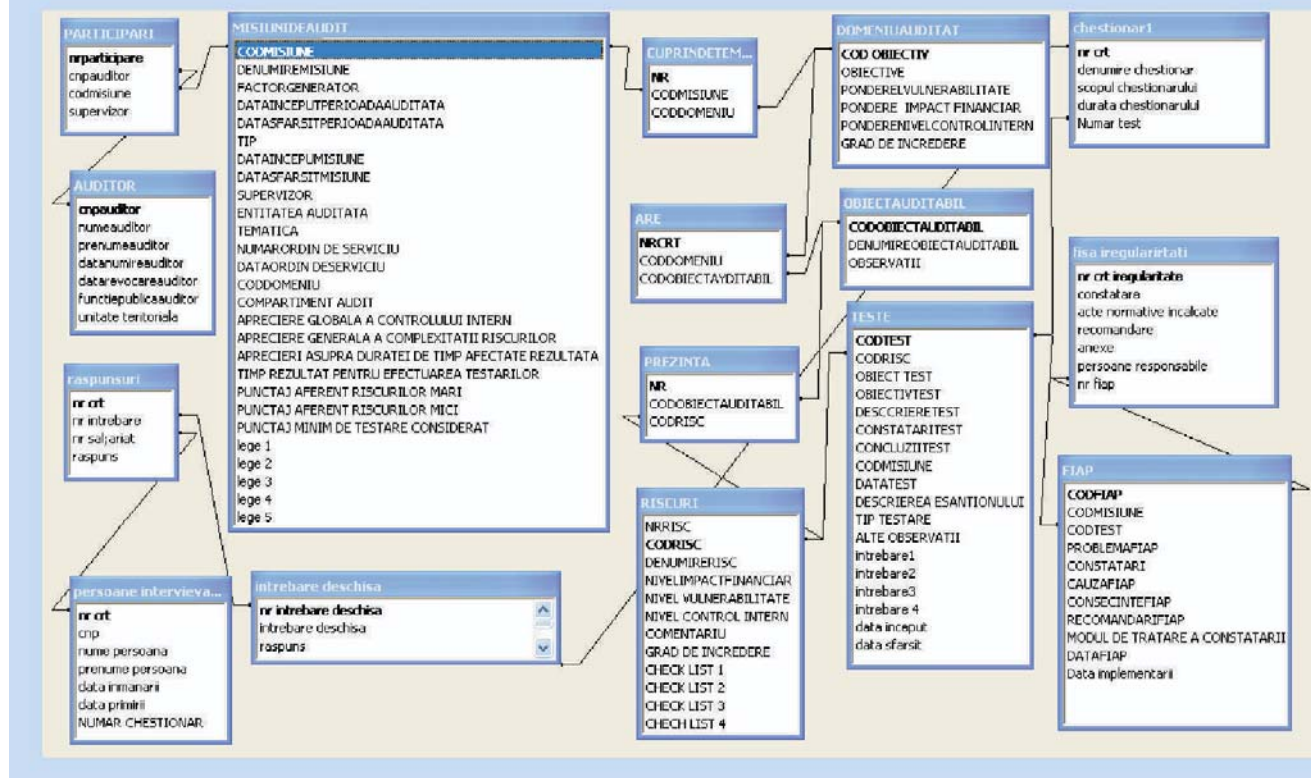 PARTICIPARI
nrparticipare
cnpauditor
codmisiune
supervizor
MISIUNIDEAUDIT
CODMISIUNE
DENUMIREMISIUNE
FACTORGENERATOR
DATAINCEPUTPERIOADAAUDITATA
DATASFARSITPERIOADAAUDITATA
TIP
DATAINCEPUMISIUNE
DATASFARSITMISIUNE
SUPERVIZOR
ENTITATEA AUDITATA
TEMATICA
NUMARORDIN DE SERVICIU
DATAORDIN DESERVICIU
CODDOMENIU
COMPARTIMENT AUDIT
APRECIERE GLOBALA A CONTROLULUI INTERN
APRECIERE GENERALA A COMPLEXITATII RISCURILOR
APRECIERI ASUPRA DURATEI DE TIMP AFECTATE REZULTATA
TIMP REZULTAT PENTRU EFECTUAREA TESTARILOR
PUNCTAJ AFERENT RISCURILOR MARI
PUNCTAJ AFERENT RISCURILOR MICI
PUNCTAJ MINIM DE TESTARE CONSIDERAT
lege 1
lege 2
lege 3
lege 4
lege 5
CUPRINDETEM...
NR
CODMISIUNE
CODDOMENIU
DOMENIUAUDITAT
COD OBIECTIV
OBIECTIVE
PONDERELVULNERABILITATE
PONDERE IMPACT FINANCIAR
PONDERENIVELCONTROLINTERN
GRAD DE INCREDERE
chestionar1
nr crt
denumire chestionar
scopul chestionarului
durata chestionarului
Numar test
AUDITOR
cnpauditor
numeauditor
prenumeauditor
datanumireauditor
datarevocareauditor
functiepublicaauditor
unitate teritoriala
ARE
NRCRT
CODDOMENIU
CODOBIECTAYDITABIL
OBIECTAUDITABIL
CODOBIECTAUDITABIL
DENUMIREOBIECTAUDITABIL
OBSERVATII
fisa iregularirtati
nr crt iregularitate
constatare
acte normative incalcate
recomandare
anexe
persoane responsabile
nr fiap
raspunsuri
nr crt
nr intrebare
nr sal;ariat
raspuns
PREZINTA
NR
CODOBIECTAUDITABIL
CODRISC
TESTE
CODTEST
CODRISC
OBIECT TEST
OBIECTIVTEST
DESCCRIERETEST
CONSTATARITEST
CONCLUZIITEST
CODMISIUNE
DATATEST
DESCRIEREA ESANTIONULUI
TIP TESTARE
ALTE OBSERVATII
intrebare1
intrebare2
intrebare3
intrebare 4
data inceput
data sfarsit
FIAP
CODFIAP
CODMISIUNE
CODTEST
PROBLEMAFIAP
CONSTATARI
CAUZAFIAP
CONSECINTEFIAP
RECOMANDARIFIAP
MODUL DE TRATARE A CONSTATARII
DATAFIAP
Data implementarii
persoane intervieva...
nr crt
cnp
nume persoana
prenume persoana
data inmanarii
data primirii
NUMAR CHESTIONAR
intrebare deschisa
nr intrebare deschisa
intrebare deschisa
raspuns
RISCURI
NRRISC
CODRISC
DENUMIRERISC
NIVELIMPACTFINANCIAR
NIVEL VULNERABILITATE
NIVEL CONTROL INTERN
COMENTARIU
GRAD DE INCREDERE
CHECK LIST 1
CHECK LIST 2
CHECK LIST 3
CHECH LIST 4